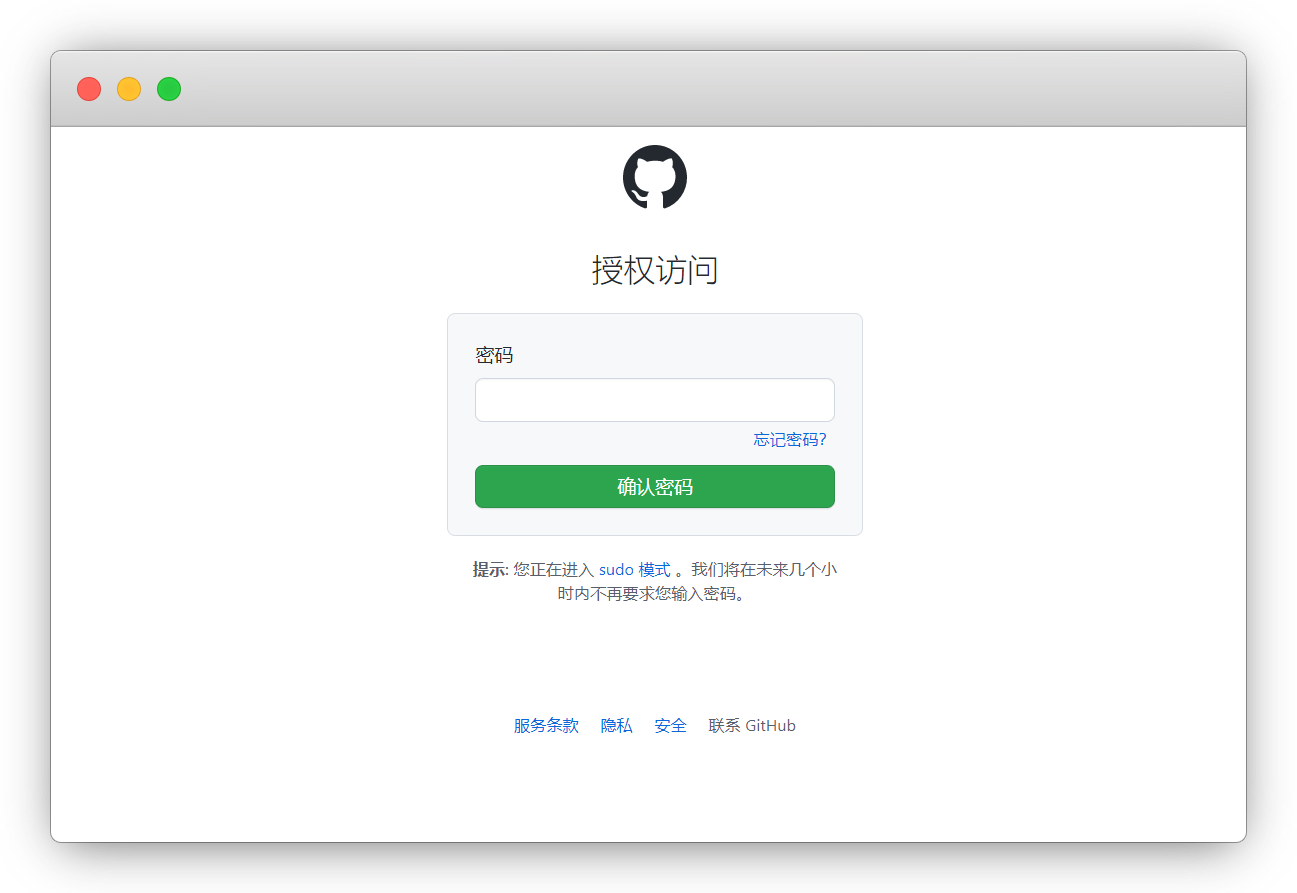 授权访问
密码
忘记密码?
确认密码
提示: 您正在进入 sudo 模式 。我们将在未来几个小
时内不再要求您输入密码。
服务条款 隐私 安全 联系 GitHub